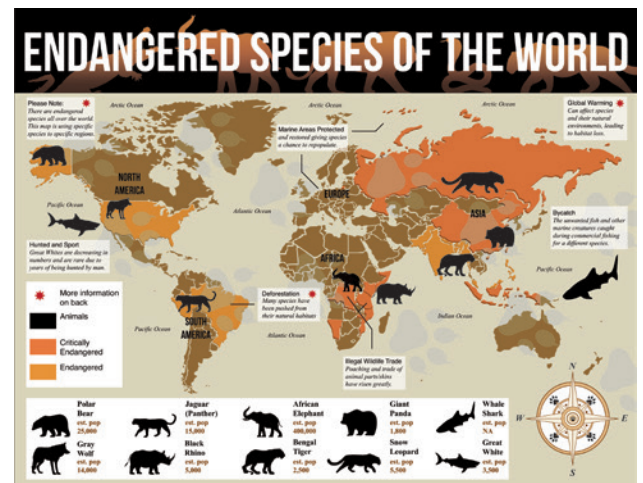 ENDANGERED SPECIES OF THE WORLD
Please Note:
There are endangered
species all over the world.
This map is using specific
species to specific regions.
Arctic Ocean
Arctic Ocean
Arctic Ocean
Global Warming
Can affect species
and their natural
environments, leading
to habitat loss.
Marine Areas Protected
and restored giving species
a chance to repopulate.
NORTH
AMERICA
EUROPE
ASIA
Pacific Ocean
Atlantic Ocean
Bycatch
The unwanted fish and other
marine creatures caught
during commercial fishing
for a different species.
Hunted and Sport
Great Whites are decreasing in
numbers and are rare due to
years of being hunted by man.
AFRICA
Pacific Ocean
More information
on back
Animals
Critically
Endangered
Endangered
Deforestation
Many species have
been pushed from
their natural habitats
SOUTH
AMERICA
Pacific Ocean
Atlantic Ocean
Indian Ocean
Illegal Wildlife Trade
Poaching and trade of
animal parts/skins
have risen greatly.
Polar
Bear
est. pop
25,000
Jaguar
(Panther)
est. pop
15,000
African
Elephant
est. pop
400,000
Giant
Panda
est. pop
1,800
Whale
Shark
est. pop
NA
Gray
Wolf
est. pop
14,000
Black
Rhino
est. pop
5,000
Bengal
Tiger
est. pop
2,500
Snow
Leopard
est. pop
5,500
Great
White
est. pop
3,500
N
W
E
S